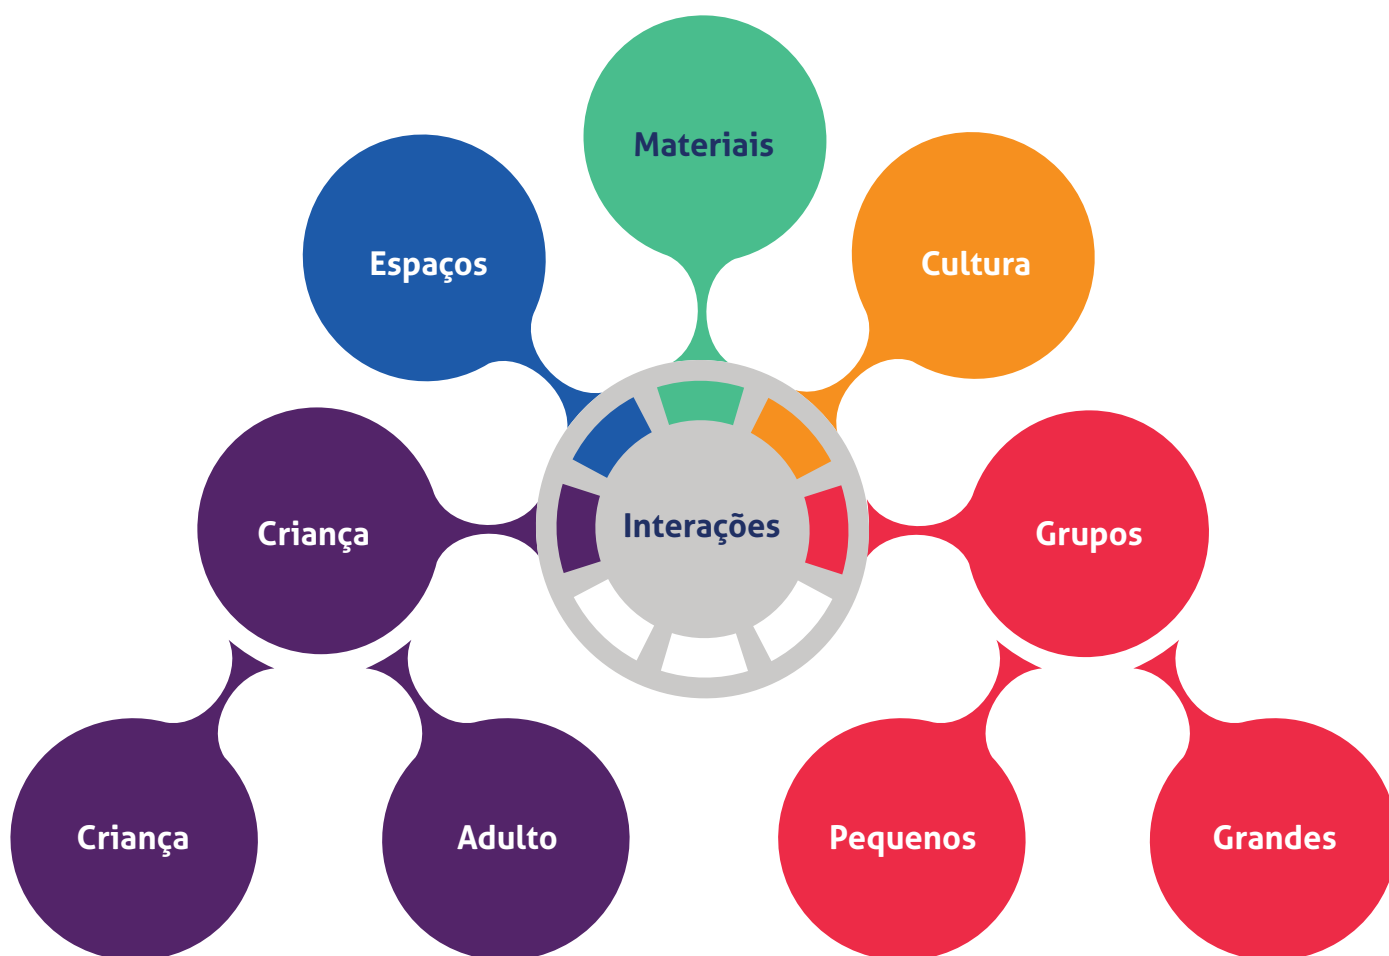 Materiais
Espaços
Cultura
Interações
Criança
Grupos
Criança
Adulto
Pequenos
Grandes